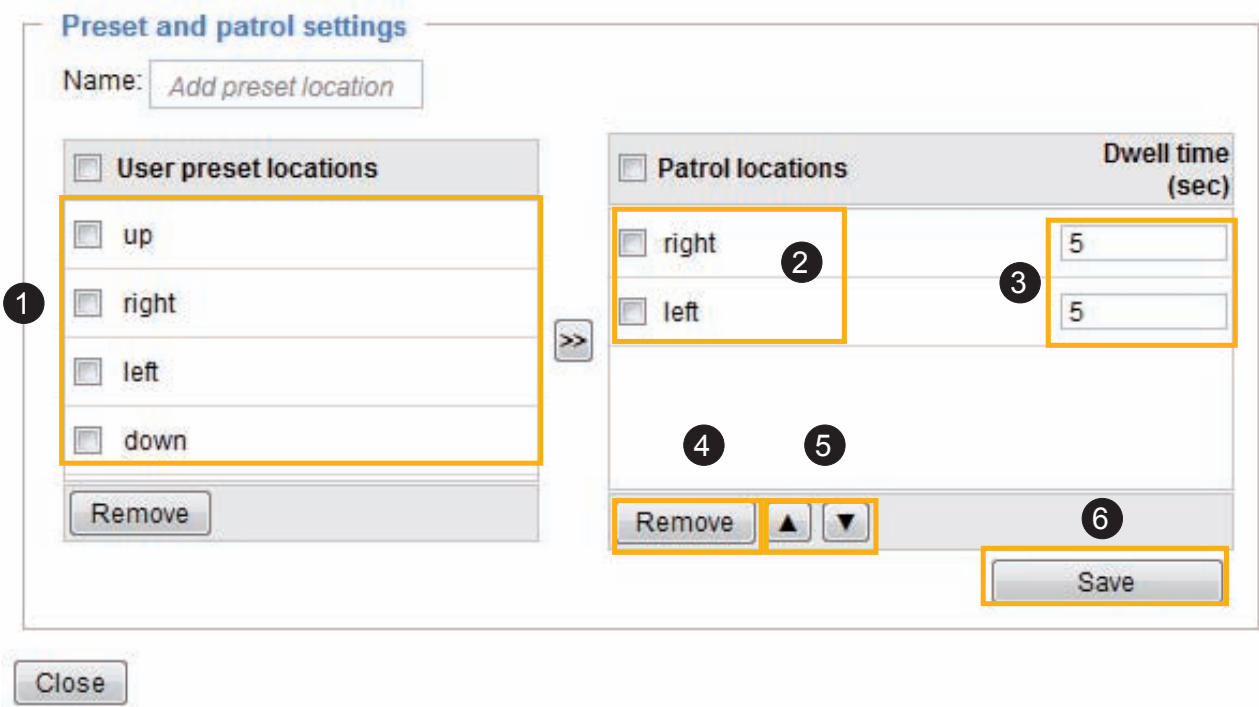 Preset and patrol settings
Name: Add preset location
User preset locations
up
right
left
down
Remove
1
>>
Patrol locations
Dwell time
(sec)
right
2
3
5
left
5
4
5
Remove
▲
▼
6
Save
Close